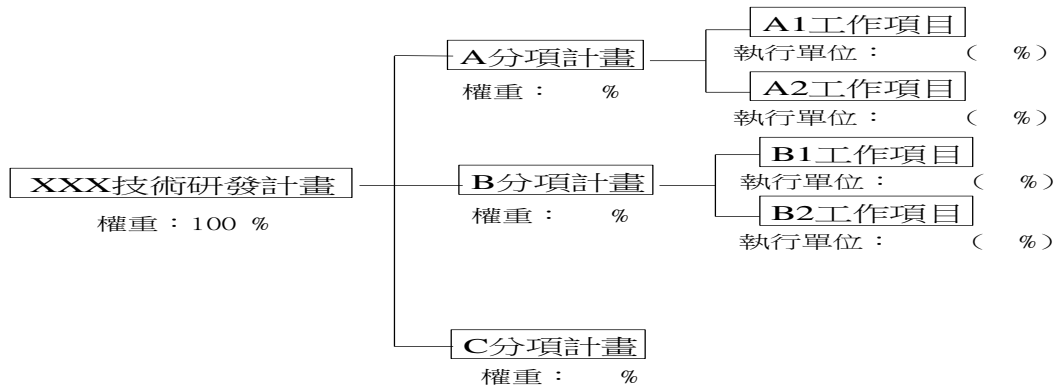 XXX技術研發計畫
權重：100 %
A分項計畫
權重：　　%
A1工作項目
執行單位：　　　　(　%)
A2工作項目
執行單位：　　　　(　%)
B分項計畫
權重：　　%
B1工作項目
執行單位：　　　　(　%)
B2工作項目
執行單位：　　　　(　%)
C分項計畫
權重：　　%